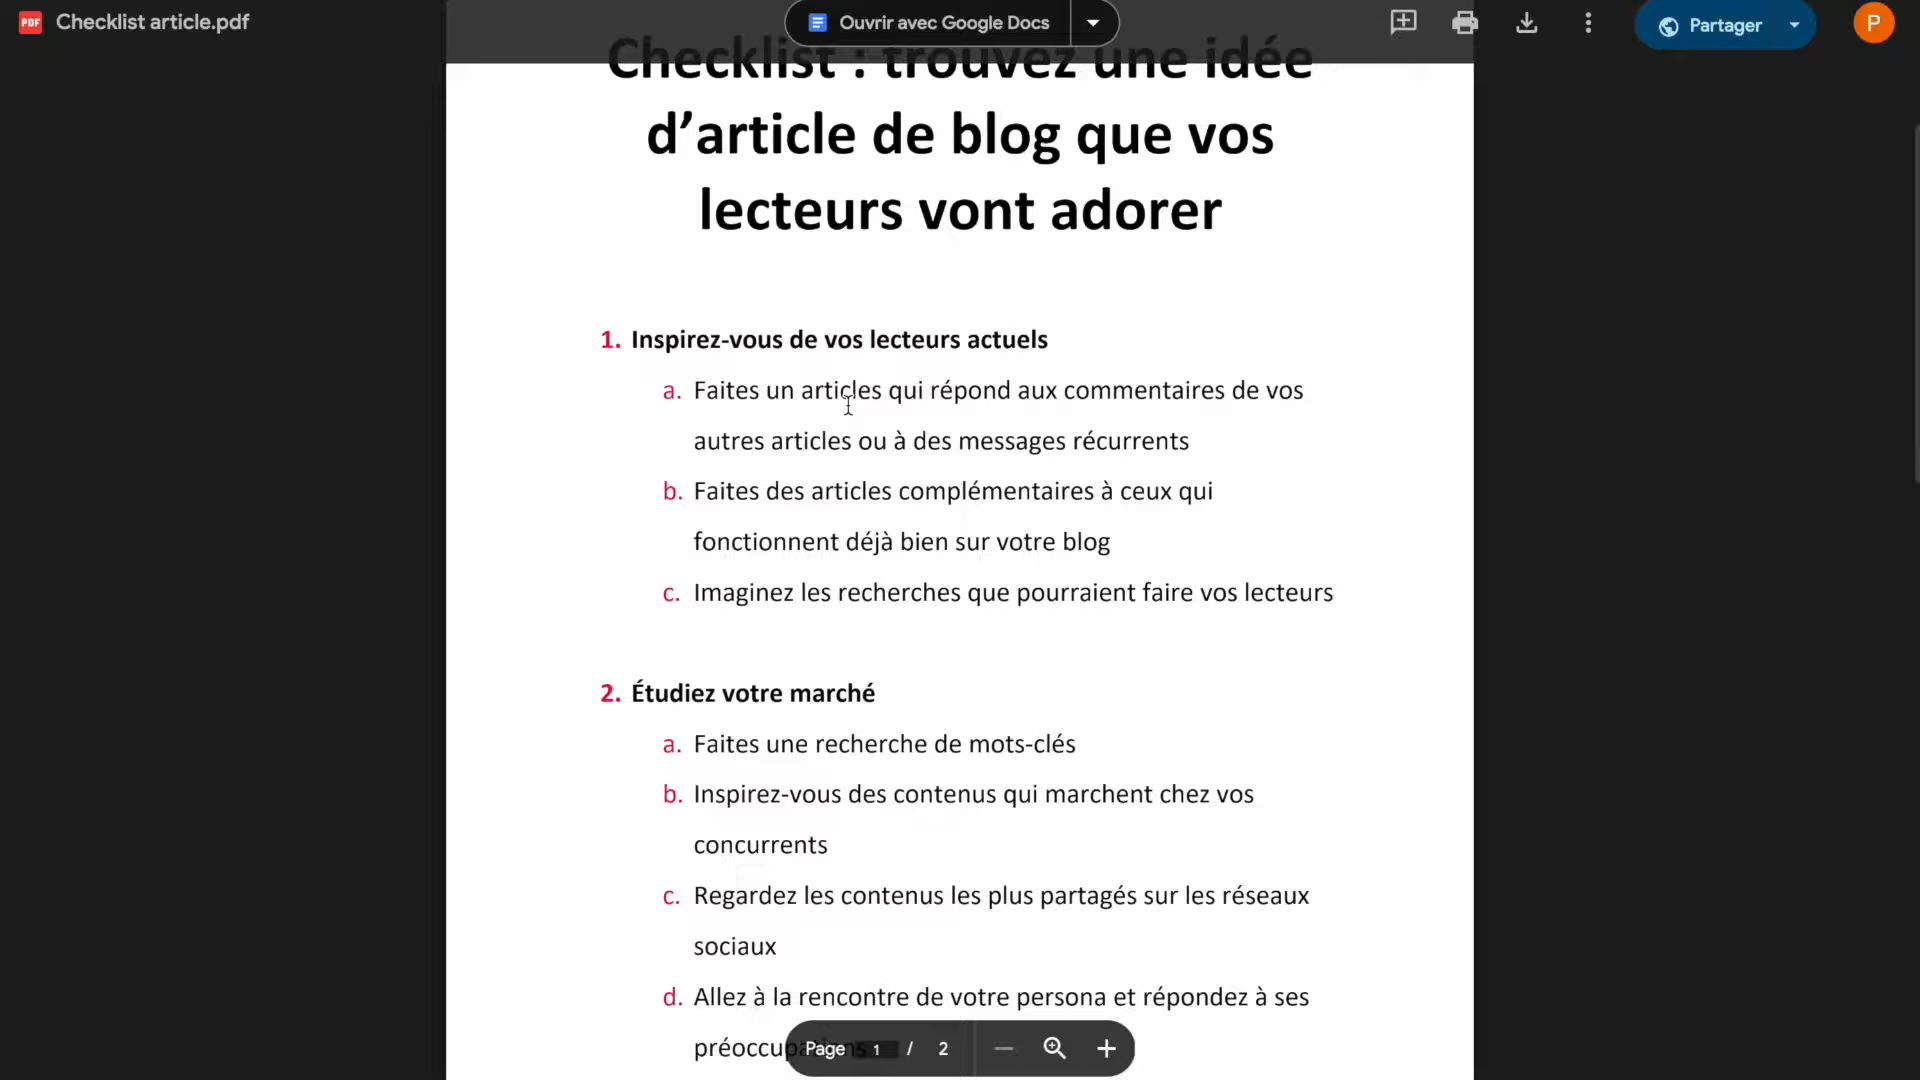 Checklist article.pdf
Ouvrir avec Google Docs
Partager
P
Checklist : trouvez une idée
d’article de blog que vos
lecteurs vont adorer
1. Inspirez-vous de vos lecteurs actuels
a. Faites un articles qui répond aux commentaires de vos
autres articles ou à des messages récurrents
b. Faites des articles complémentaires à ceux qui
fonctionnent déjà bien sur votre blog
c. Imaginez les recherches que pourraient faire vos lecteurs
2. Étudiez votre marché
a. Faites une recherche de mots-clés
b. Inspirez-vous des contenus qui marchent chez vos
concurrents
c. Regardez les contenus les plus partagés sur les réseaux
sociaux
d. Allez à la rencontre de votre persona et répondez à ses
préoccupations
Page 1 / 2